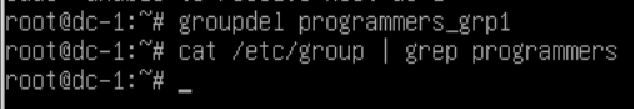 root@dc-1:~# groupdel programmers_grp1
root@dc-1:~# cat /etc/group | grep programmers
root@dc-1:~# _